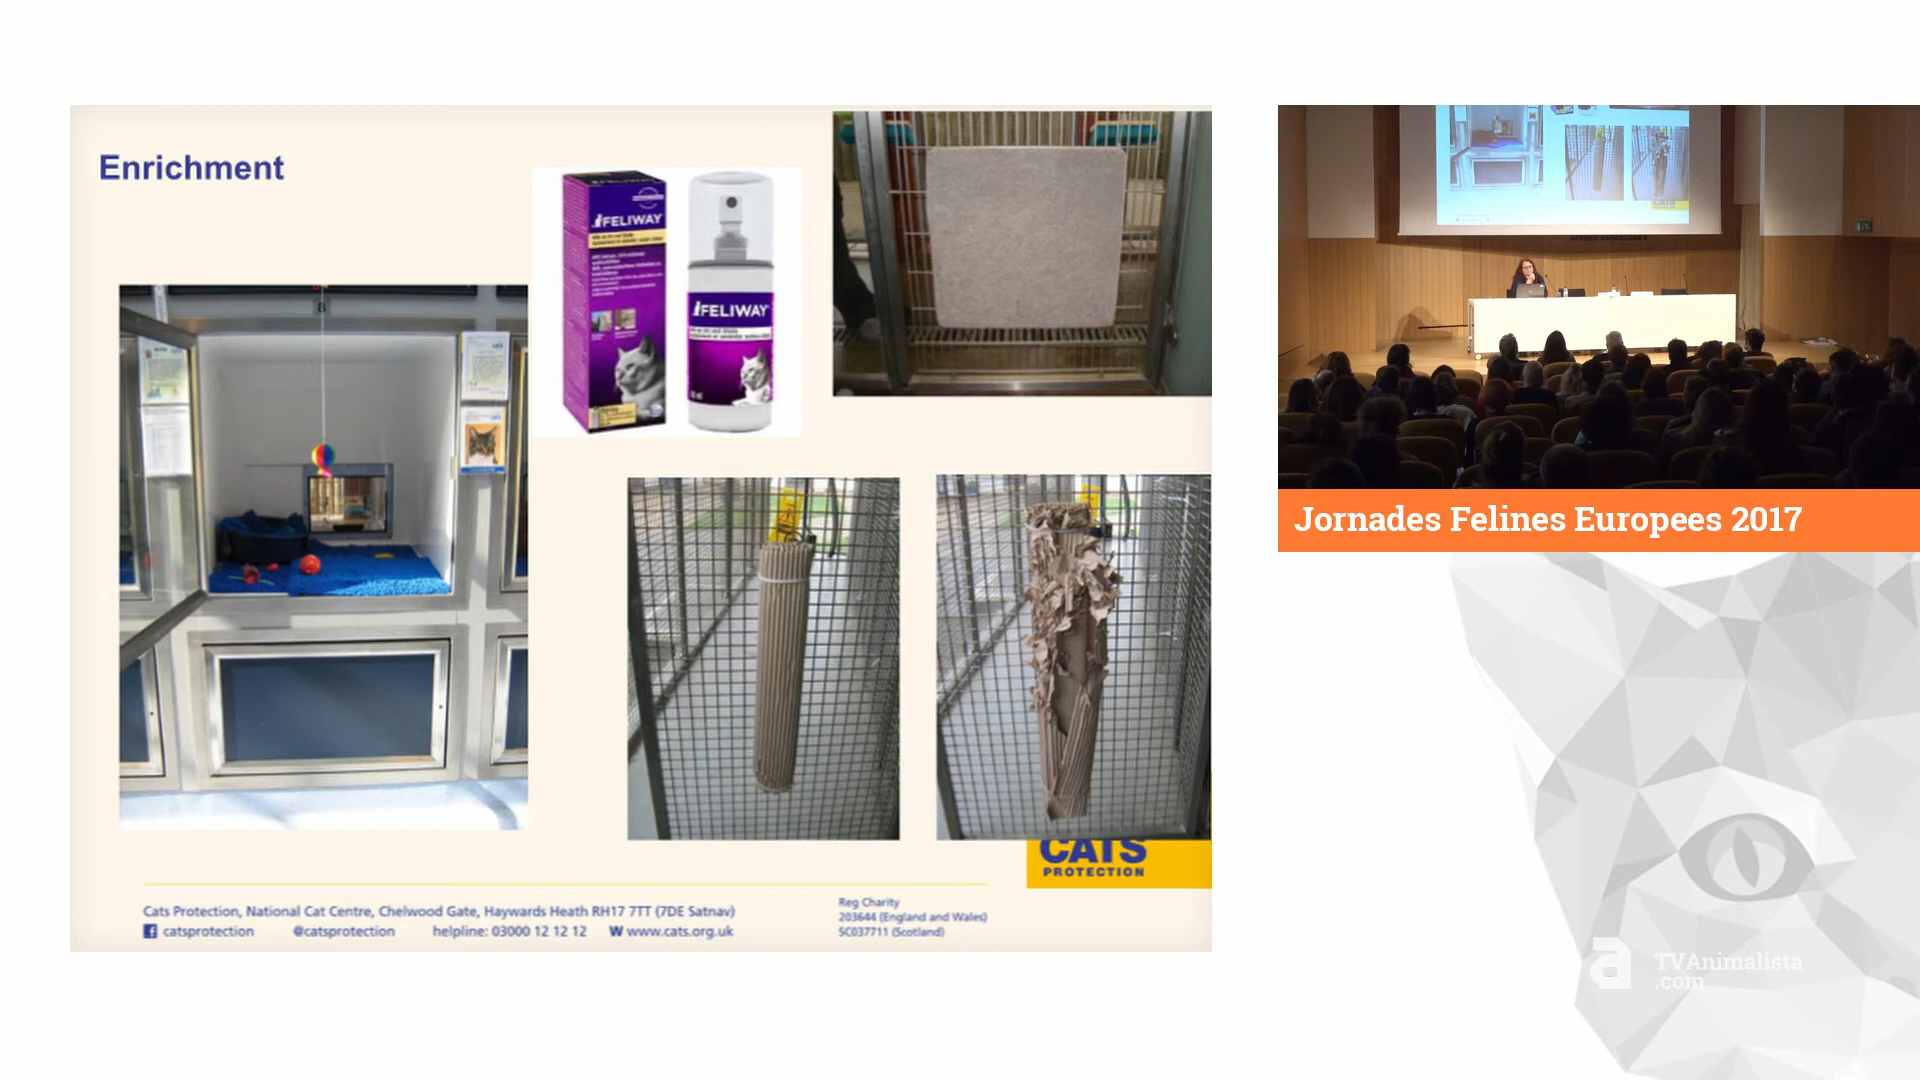 Enrichment
FELIWAY
FELIWAY
CATS
PROTECTION
Cats Protection, National Cat Centre, Chelwood Gate, Haywards Heath RH17 7TT (7DE Satnav)
catsprotection @catsprotection helpline: 03000 12 12 12 W www.cats.org.uk
Reg Charity
203644 (England and Wales)
SC037711 (Scotland)
Jornades Felines Europees 2017
TVAnimalista
.com